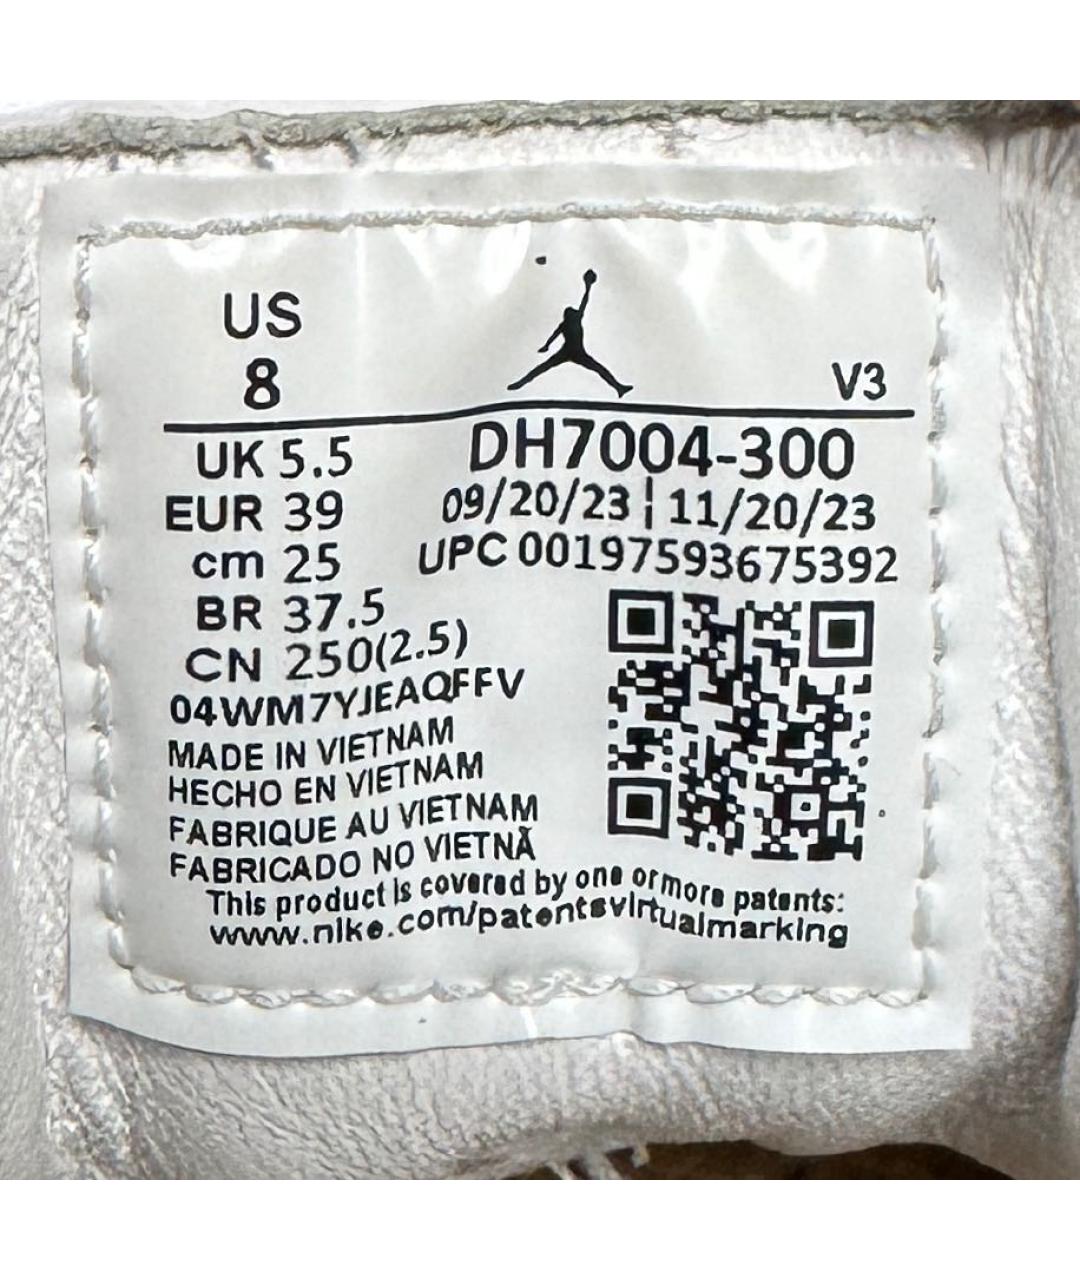 US
8
V3
UK 5.5
DH7004-300
EUR 39
09/20/23 ¦ 11/20/23
cm 25
UPC 00197593675392
BR 37.5
CN 250(2.5)
04WM7YJEAQFFV
MADE IN VIETNAM
HECHO EN VIETNAM
FABRIQUE AU VIETNAM
FABRICADO NO VIETNÃ
This product is covered by one or more patents:
www.nike.com/patentsvirtualmarking